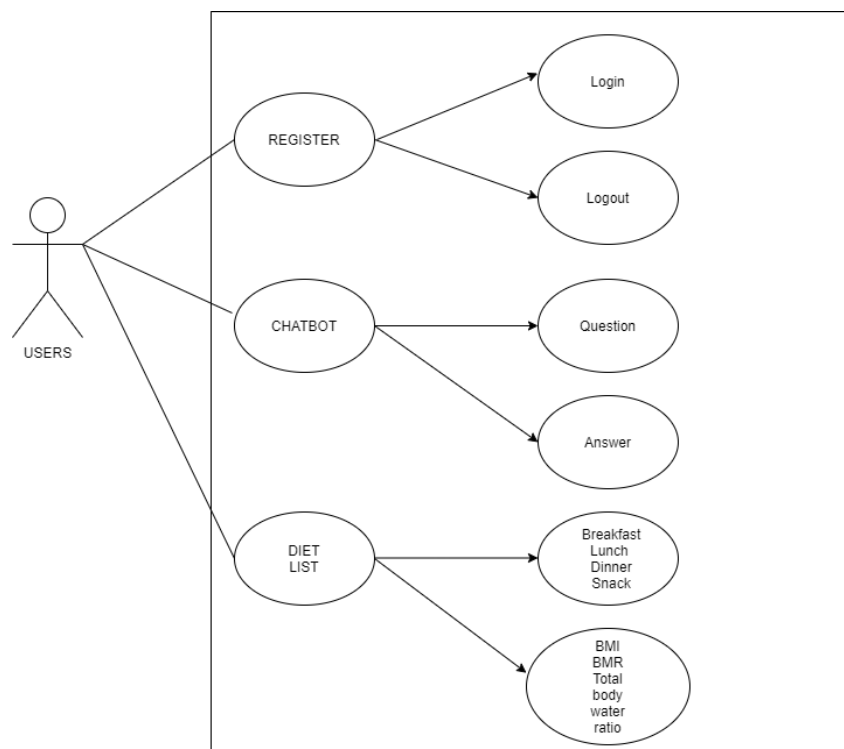 Login
REGISTER
Logout
USERS
CHATBOT
Question
Answer
DIET
LIST
Breakfast
Lunch
Dinner
Snack
BMI
BMR
Total
body
water
ratio